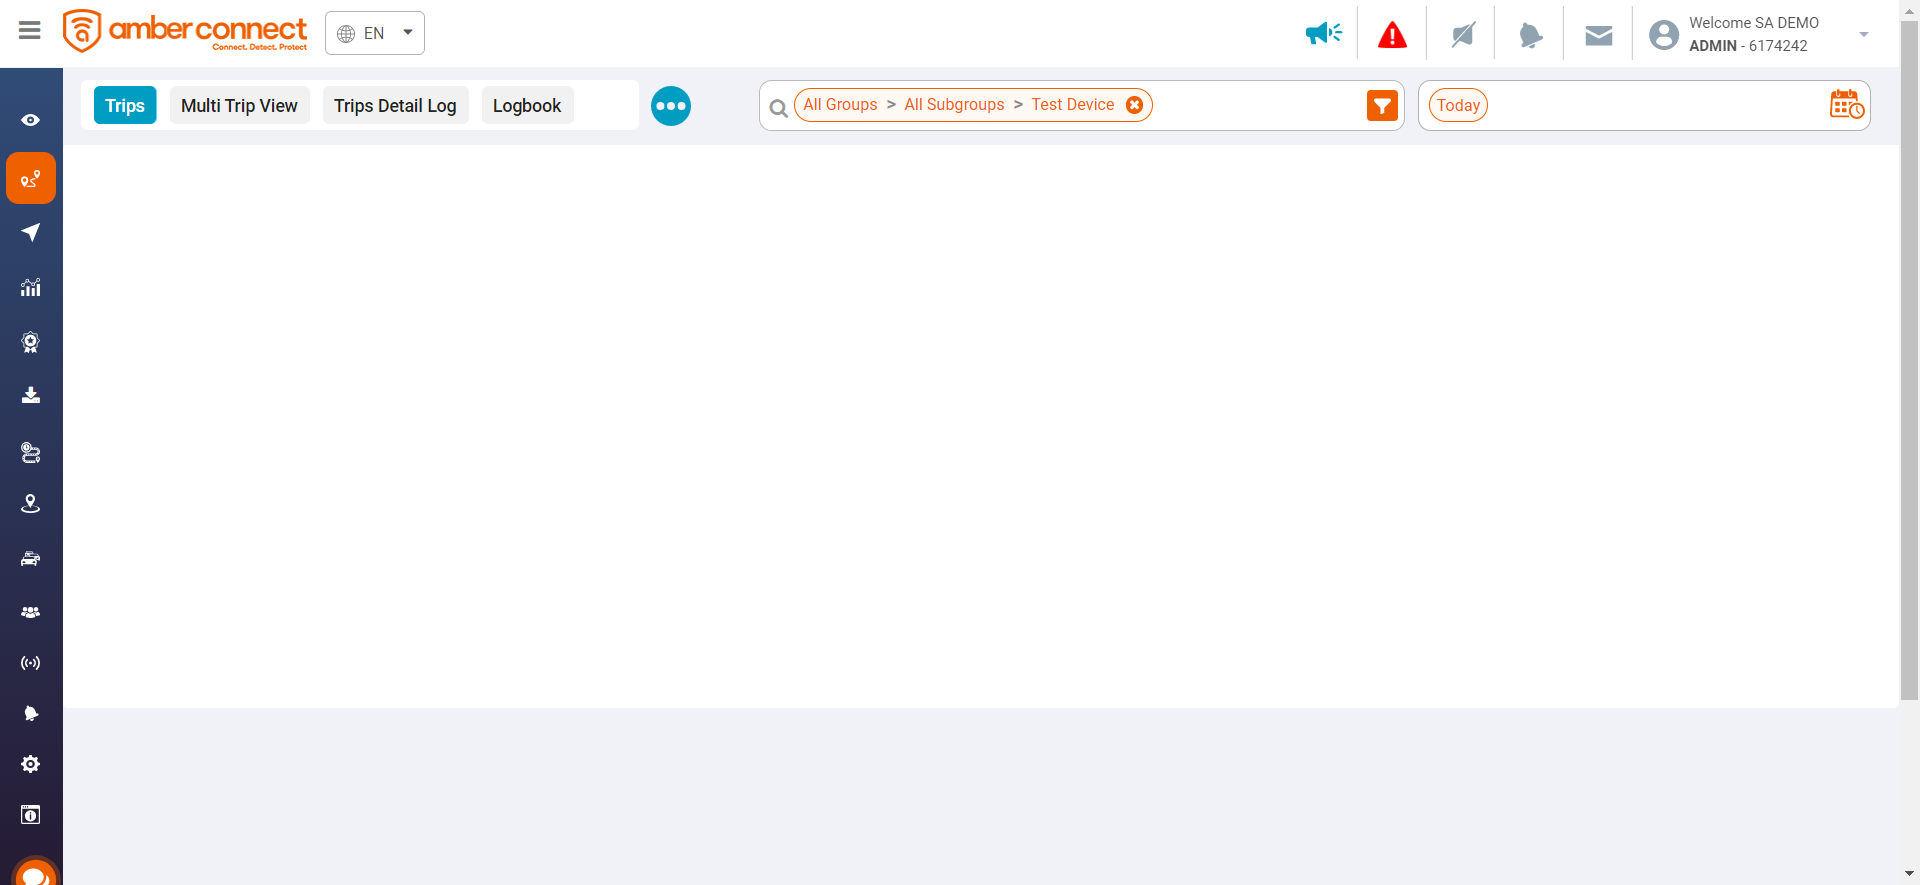 amber connect
Connect. Detect. Protect
EN
Welcome SA DEMO
ADMIN - 6174242
Trips
Multi Trip View
Trips Detail Log
Logbook
All Groups > All Subgroups > Test Device
Today